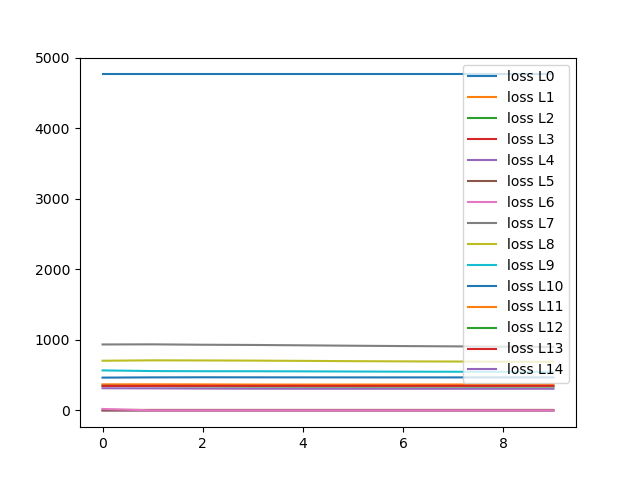 5000
4000
3000
2000
1000
0
0 2 4 6 8
loss L0
loss L1
loss L2
loss L3
loss L4
loss L5
loss L6
loss L7
loss L8
loss L9
loss L10
loss L11
loss L12
loss L13
loss L14